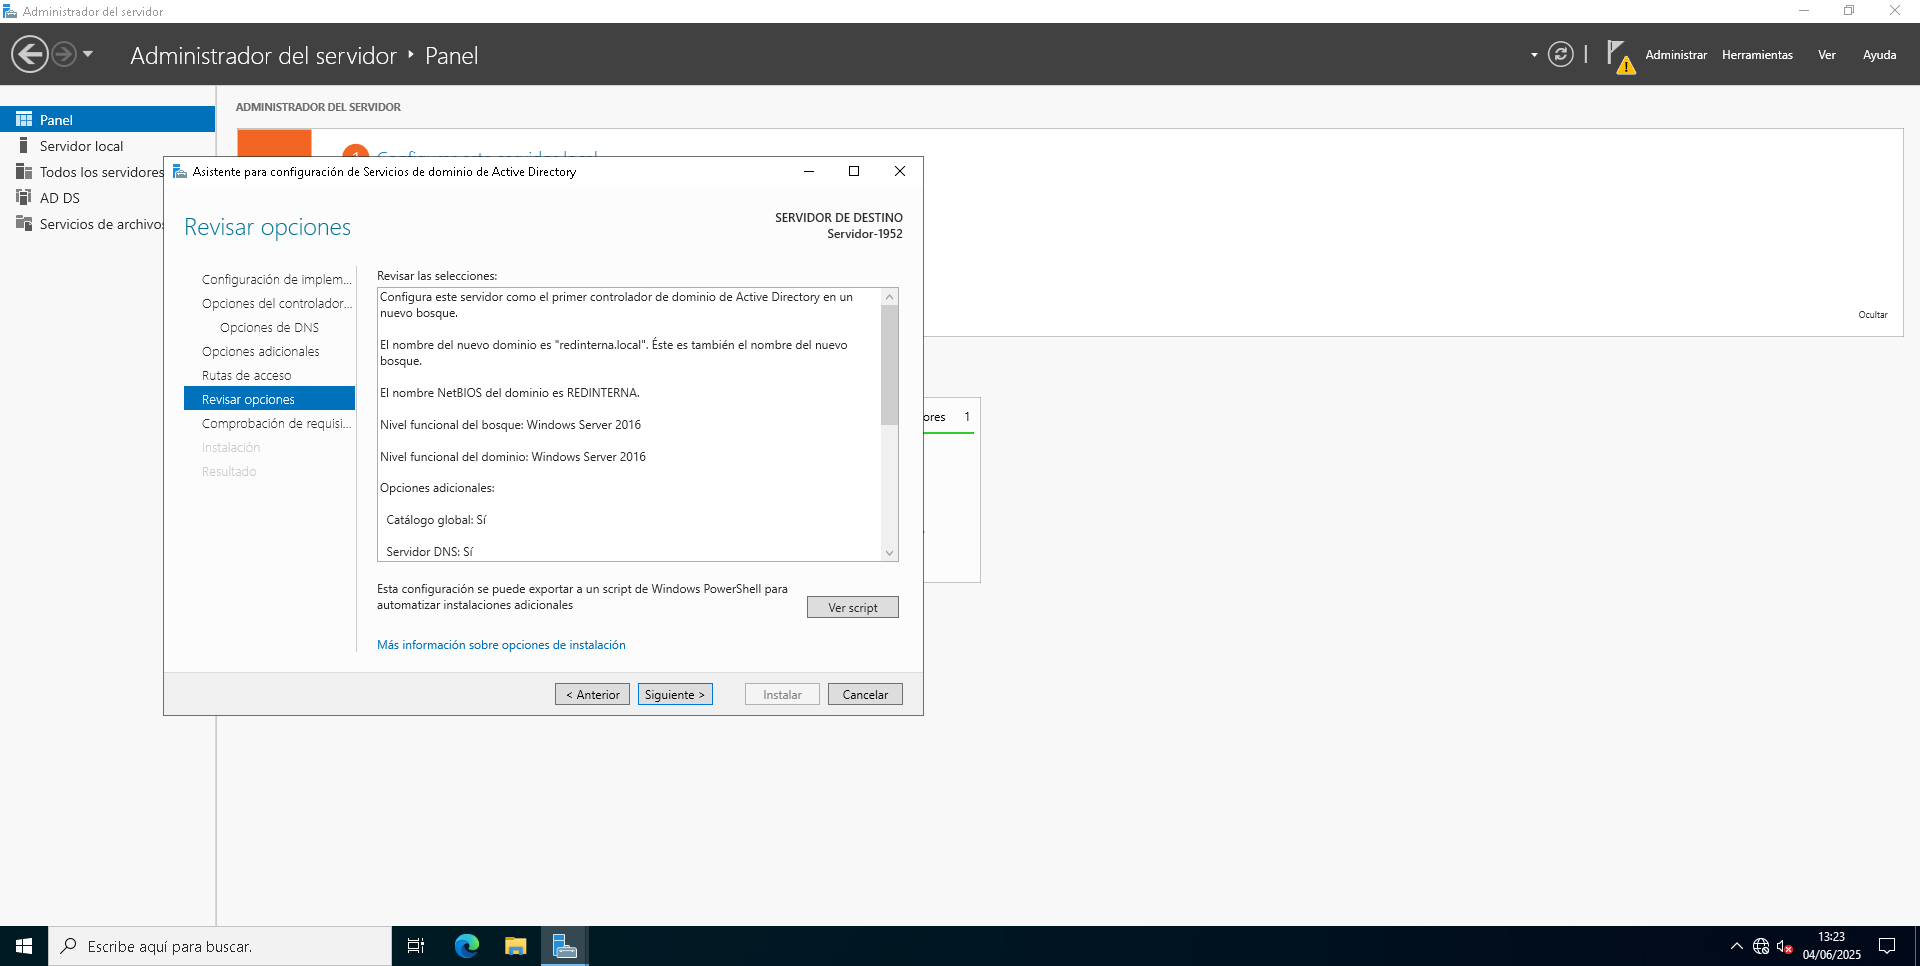 Administrador del servidor
Administrador del servidor
Panel
Administrar
Herramientas
Ver
Ayuda
Panel
Servidor local
Todos los servidores
AD DS
Servicios de archivos
ADMINISTRADOR DEL SERVIDOR
1
Configurar este servidor local
Ocultar
ores 1
Asistente para configuración de Servicios de dominio de Active Directory
Revisar opciones
SERVIDOR DE DESTINO
Servidor-1952
Configuración de implem...
Opciones del controlador...
Opciones de DNS
Opciones adicionales
Rutas de acceso
Revisar opciones
Comprobación de requisi...
Instalación
Resultado
Revisar las selecciones:
Configura este servidor como el primer controlador de dominio de Active Directory en un
nuevo bosque.
El nombre del nuevo dominio es "redinterna.local". Éste es también el nombre del nuevo
bosque.
El nombre NetBIOS del dominio es REDINTERNA.
Nivel funcional del bosque: Windows Server 2016
Nivel funcional del dominio: Windows Server 2016
Opciones adicionales:
Catálogo global: Sí
Servidor DNS: Sí
Esta configuración se puede exportar a un script de Windows PowerShell para
automatizar instalaciones adicionales
Ver script
Más información sobre opciones de instalación
< Anterior
Siguiente >
Instalar
Cancelar
Escribe aquí para buscar.
13:23
04/06/2025